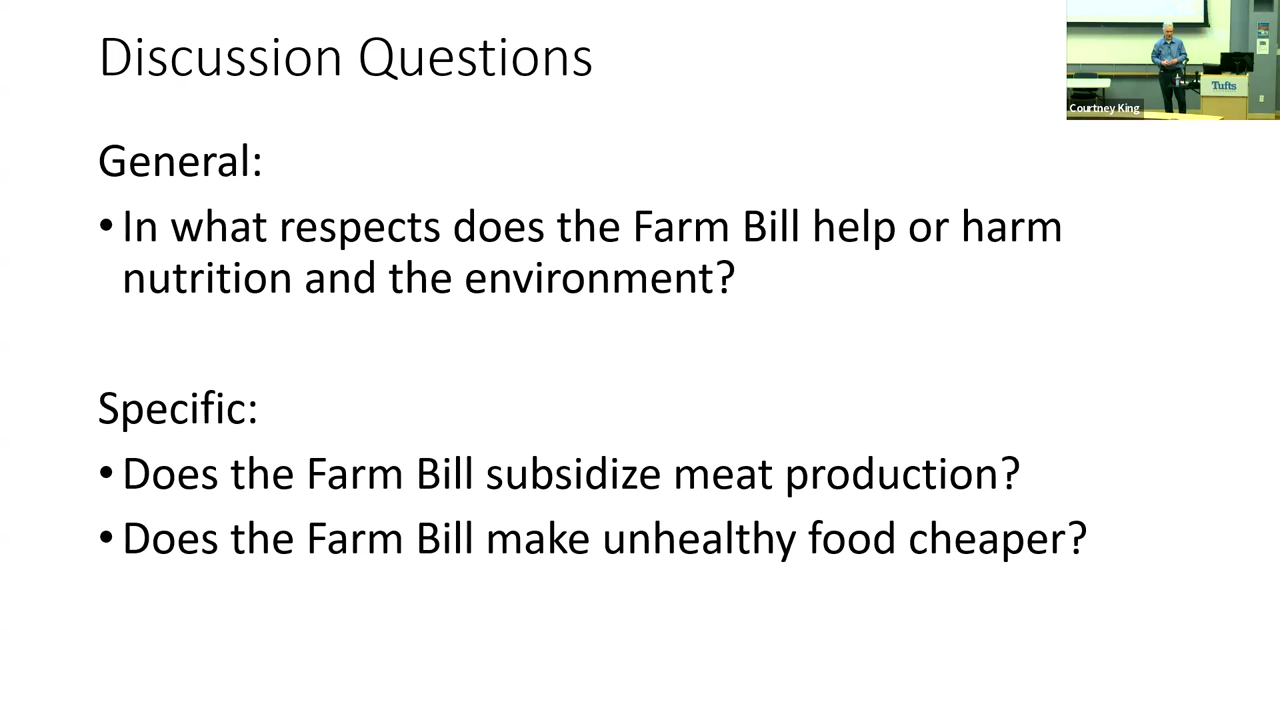 Discussion Questions
General:
•In what respects does the Farm Bill help or harm
nutrition and the environment?
Specific:
•Does the Farm Bill subsidize meat production?
•Does the Farm Bill make unhealthy food cheaper?
Tufts
Courtney King